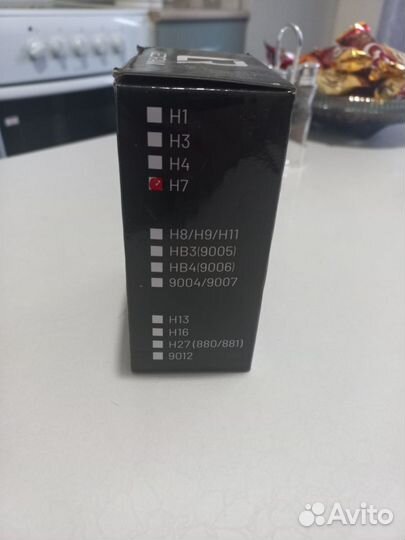 H1
H3
H4
H7
H8/H9/H11
HB3(9005)
HB4(9006)
9004/9007
H13
H16
H27(880/881)
9012
Avito